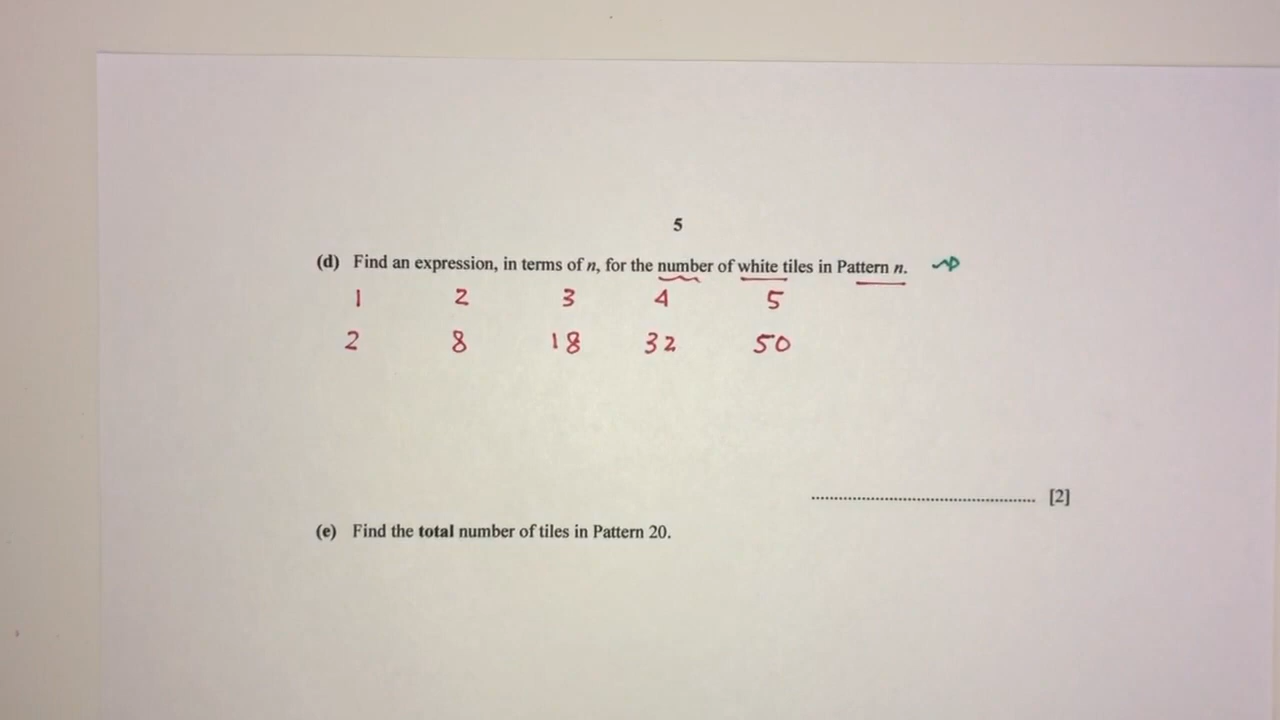 5
(d) Find an expression, in terms of n, for the number of white tiles in Pattern n.
1 2 3 4 5
2 8 18 32 50
.................................................. [2]
(e) Find the total number of tiles in Pattern 20.